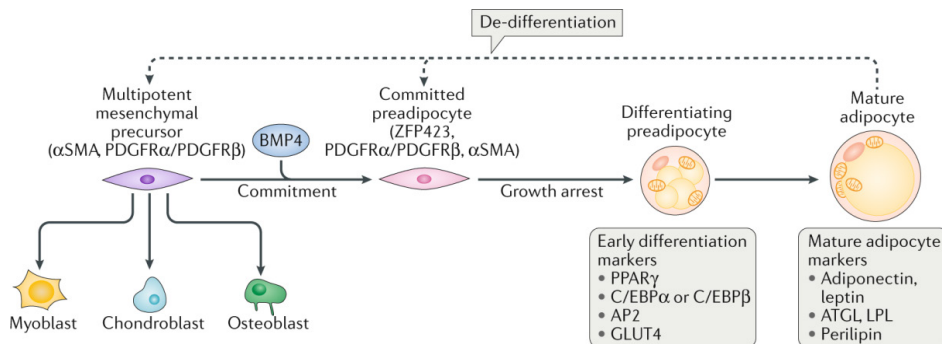 De-differentiation
Multipotent
mesenchymal
precursor
(αSMA, PDGFRα/PDGFRβ)
BMP4
Commitment
Committed
preadipocyte
(ZFP423,
PDGFRα/PDGFRβ, αSMA)
Growth arrest
Differentiating
preadipocyte
Mature
adipocyte
Myoblast
Chondroblast
Osteoblast
Early differentiation
markers
• PPARγ
• C/EBPα or C/EBPβ
• AP2
• GLUT4
Mature adipocyte
markers
• Adiponectin,
leptin
• ATGL, LPL
• Perilipin